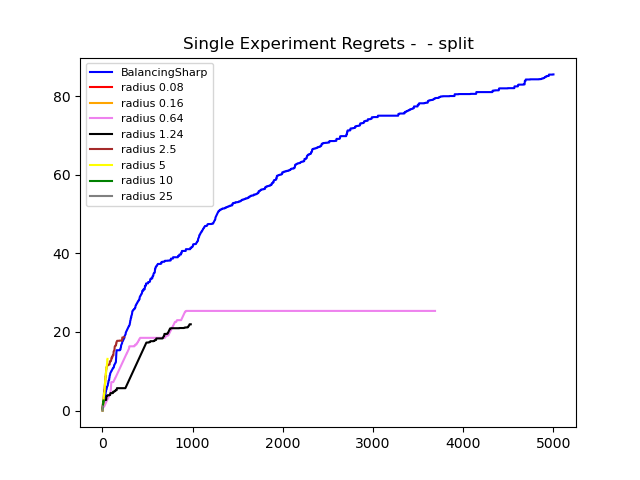 Single Experiment Regrets -  - split
BalancingSharp
radius 0.08
radius 0.16
radius 0.64
radius 1.24
radius 2.5
radius 5
radius 10
radius 25
80
60
40
20
0
0 1000 2000 3000 4000 5000